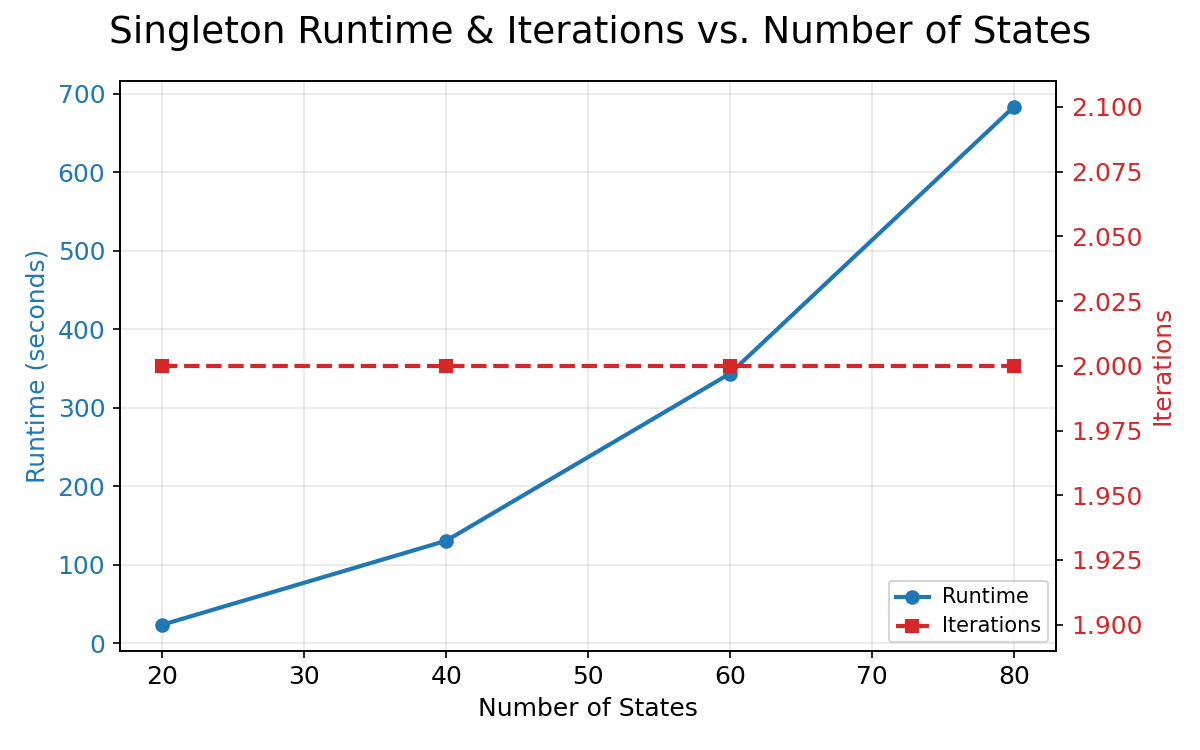 Singleton Runtime & Iterations vs. Number of States
Runtime (seconds)
700
600
500
400
300
200
100
0
2.100
2.075
2.050
2.025
2.000
1.975
1.950
1.925
1.900
Iterations
Runtime
Iterations
20 30 40 50 60 70 80
Number of States